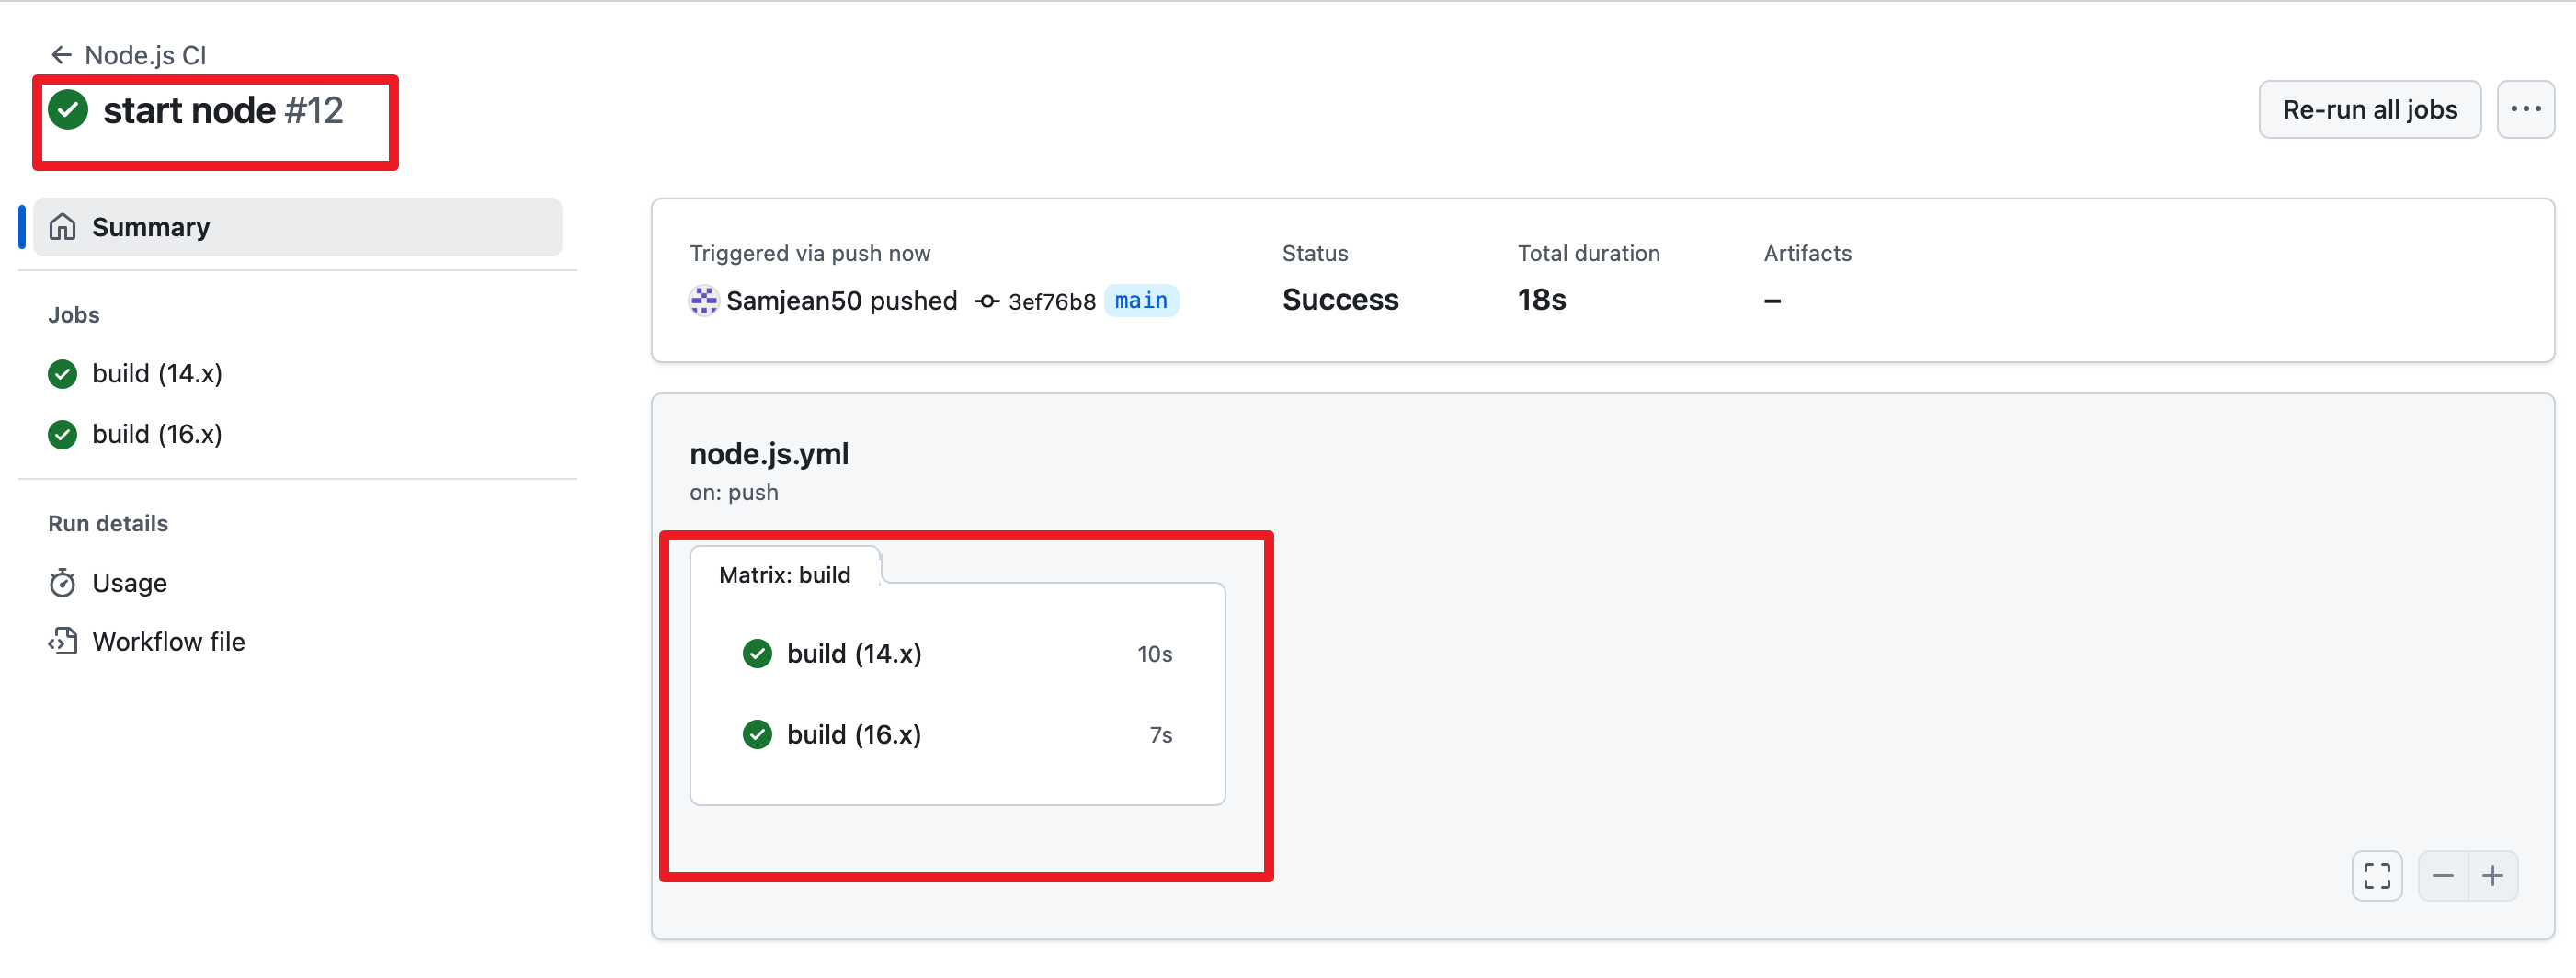 Node.js CI
start node #12
Re-run all jobs
Summary
Jobs
build (14.x)
build (16.x)
Run details
Usage
Workflow file
Triggered via push now
Samjean50 pushed 3ef76b8 main
Status
Success
Total duration
18s
Artifacts
–
node.js.yml
on: push
Matrix: build
build (14.x) 10s
build (16.x) 7s